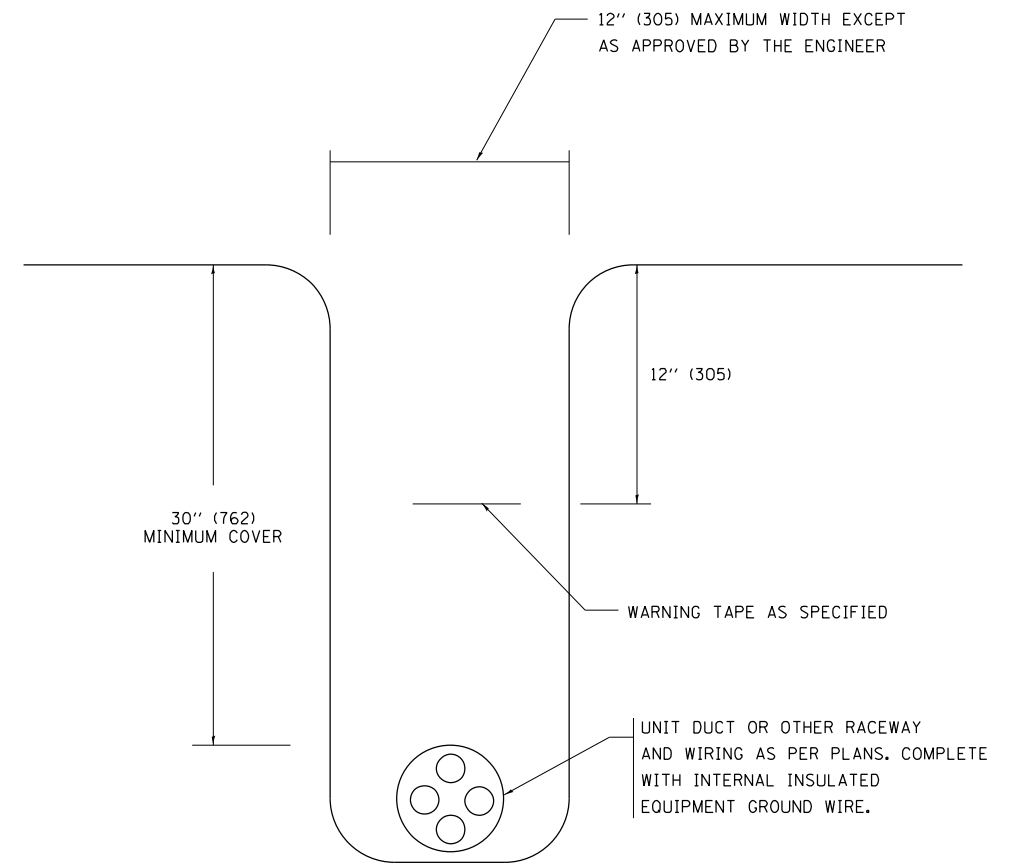 12'' (305) MAXIMUM WIDTH EXCEPT
AS APPROVED BY THE ENGINEER
12'' (305)
30'' (762)
MINIMUM COVER
WARNING TAPE AS SPECIFIED
UNIT DUCT OR OTHER RACEWAY
AND WIRING AS PER PLANS. COMPLETE
WITH INTERNAL INSULATED
EQUIPMENT GROUND WIRE.